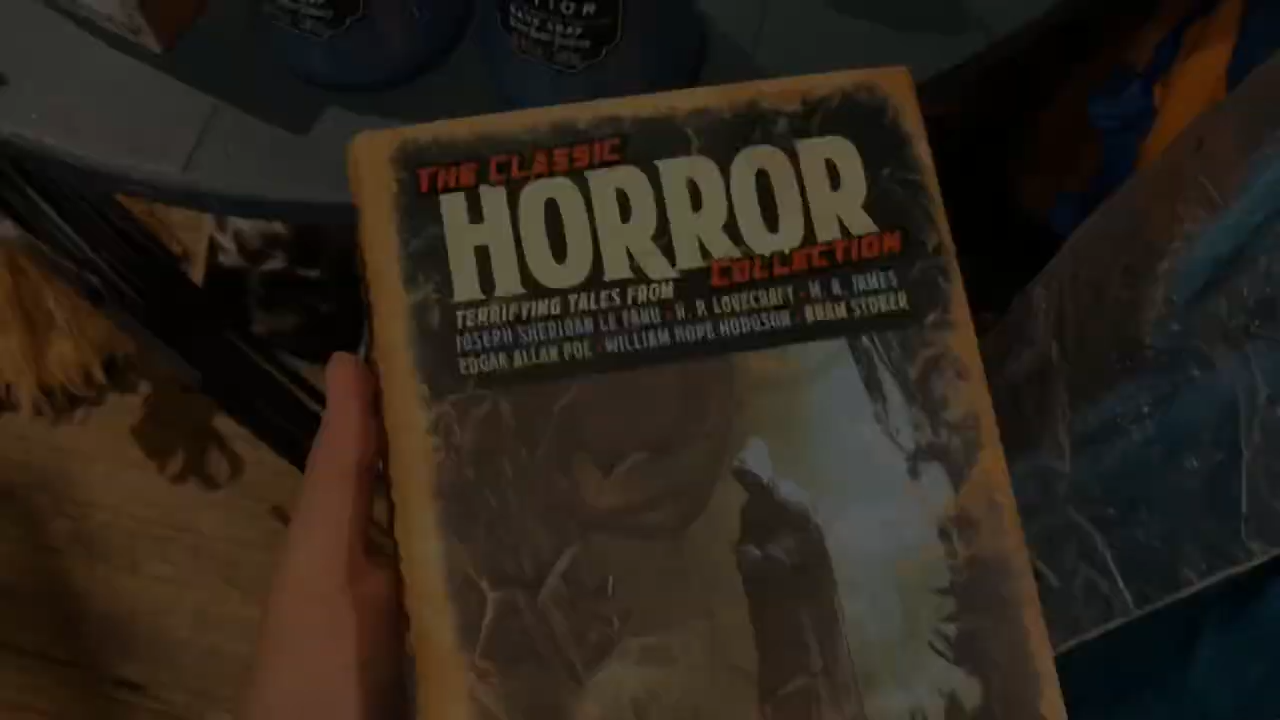 THE CLASSIC
HORROR
COLLECTION
TERRIFYING TALES FROM
JOSEPH SHERIDAN LE FANU · H. P. LOVECRAFT · M. R. JAMES
EDGAR ALLAN POE · WILLIAM HOPE HODGSON · BRAM STOKER